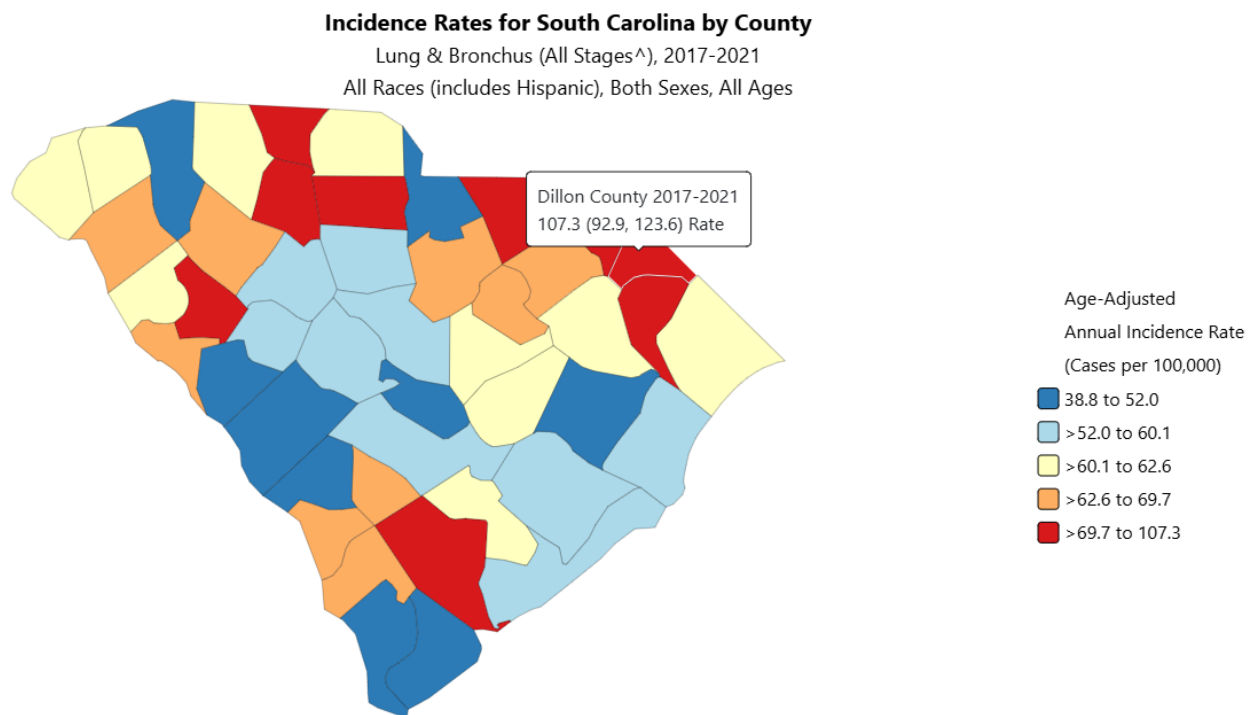 Incidence Rates for South Carolina by County
Lung & Bronchus (All Stages^), 2017-2021
All Races (includes Hispanic), Both Sexes, All Ages
Dillon County 2017-2021
107.3 (92.9, 123.6) Rate
Age-Adjusted
Annual Incidence Rate
(Cases per 100,000)
38.8 to 52.0
>52.0 to 60.1
>60.1 to 62.6
>62.6 to 69.7
>69.7 to 107.3